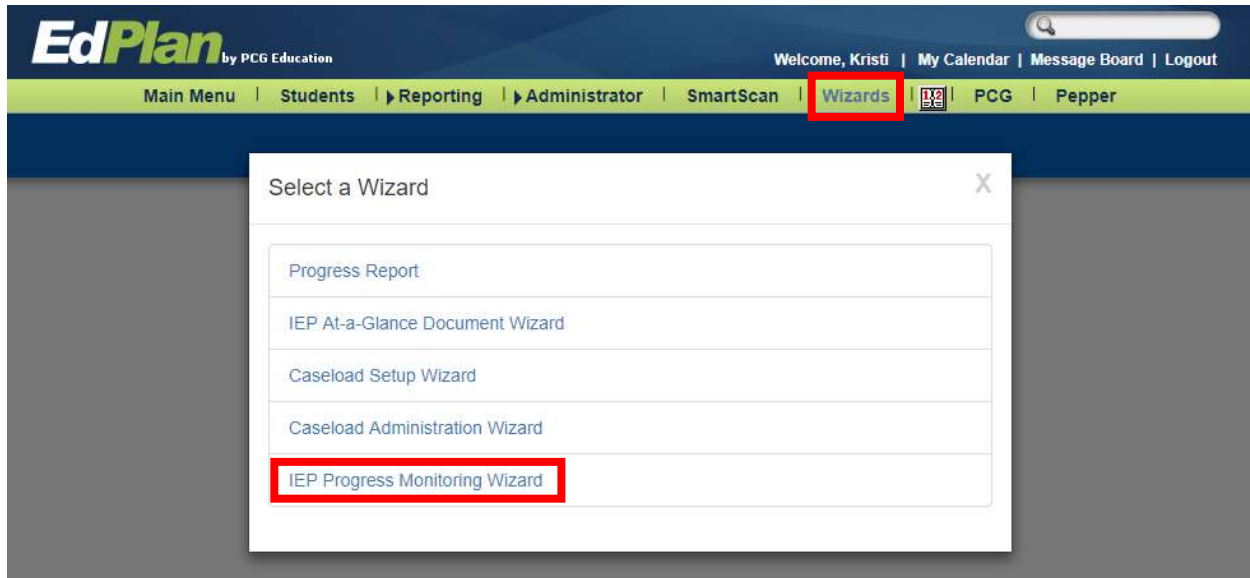 EdPlan by PCG Education
Welcome, Kristi | My Calendar | Message Board | Logout
Main Menu | Students | Reporting | Administrator | SmartScan | Wizards | | PCG | Pepper
Select a Wizard X
Progress Report
IEP At-a-Glance Document Wizard
Caseload Setup Wizard
Caseload Administration Wizard
IEP Progress Monitoring Wizard